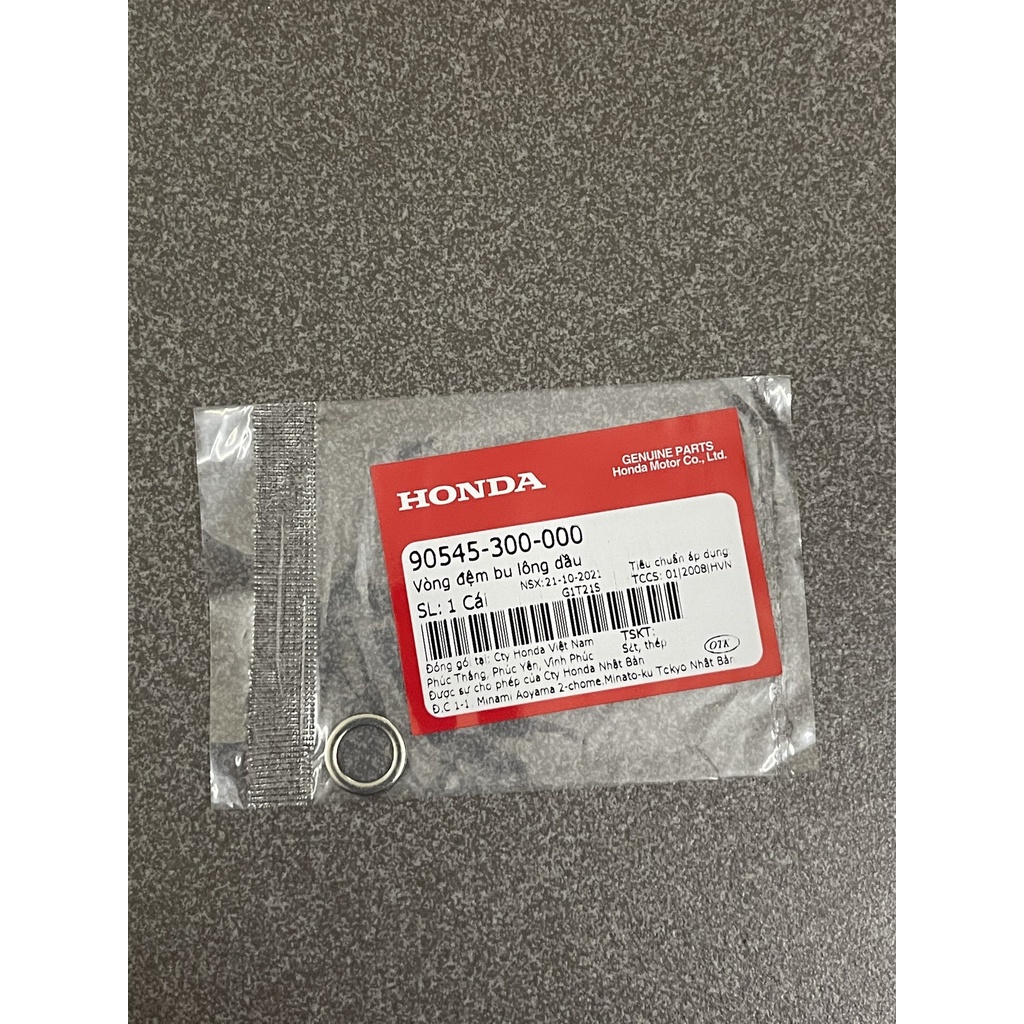 HONDA
GENUINE PARTS
Honda Motor Co., Ltd.
90545-300-000
Vòng đệm bu lông dầu
SL: 1 Cái
NSX:21-10-2021
G1T21S
Tiêu chuẩn áp dụng:
TCCS: 01|2008|HVN
Đóng gói tại: Cty Honda Việt Nam
Phúc Thắng, Phúc Yên, Vĩnh Phúc
TSKT:
Sắt, thép
OTK
Được sự cho phép của Cty Honda Nhật Bản
Đ.C 1-1, Minami Aoyama 2-chome,Minato-ku Tokyo Nhật Bản